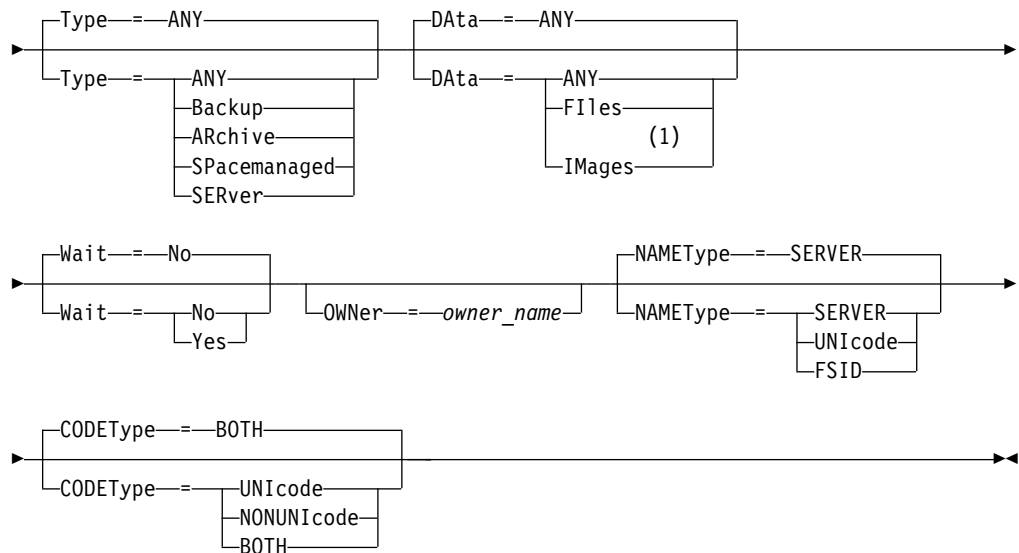 Type = ANY DAta = ANY
Type = ANY DAta = ANY
Backup FIles
ARchive (1)
SPacemanaged IMages
SERver
Wait = No NAMEType = SERVER
Wait = No OWNer = owner_name NAMEType = SERVER
Yes UNIcode
FSID
CODEType = BOTH
CODEType = UNIcode
NONUNIcode
BOTH